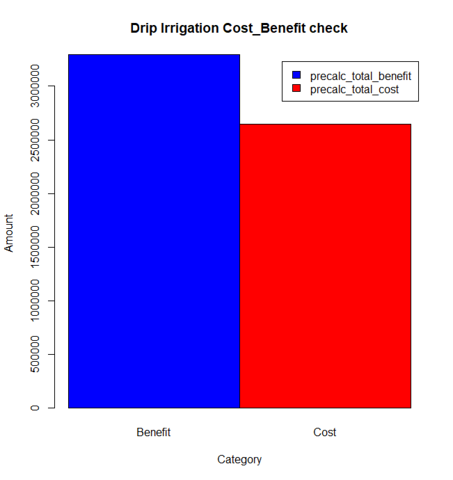 Drip Irrigation Cost_Benefit check
precalc_total_benefit
precalc_total_cost
3000000
2500000
2000000
1500000
1000000
500000
0
Amount
Benefit Cost
Category